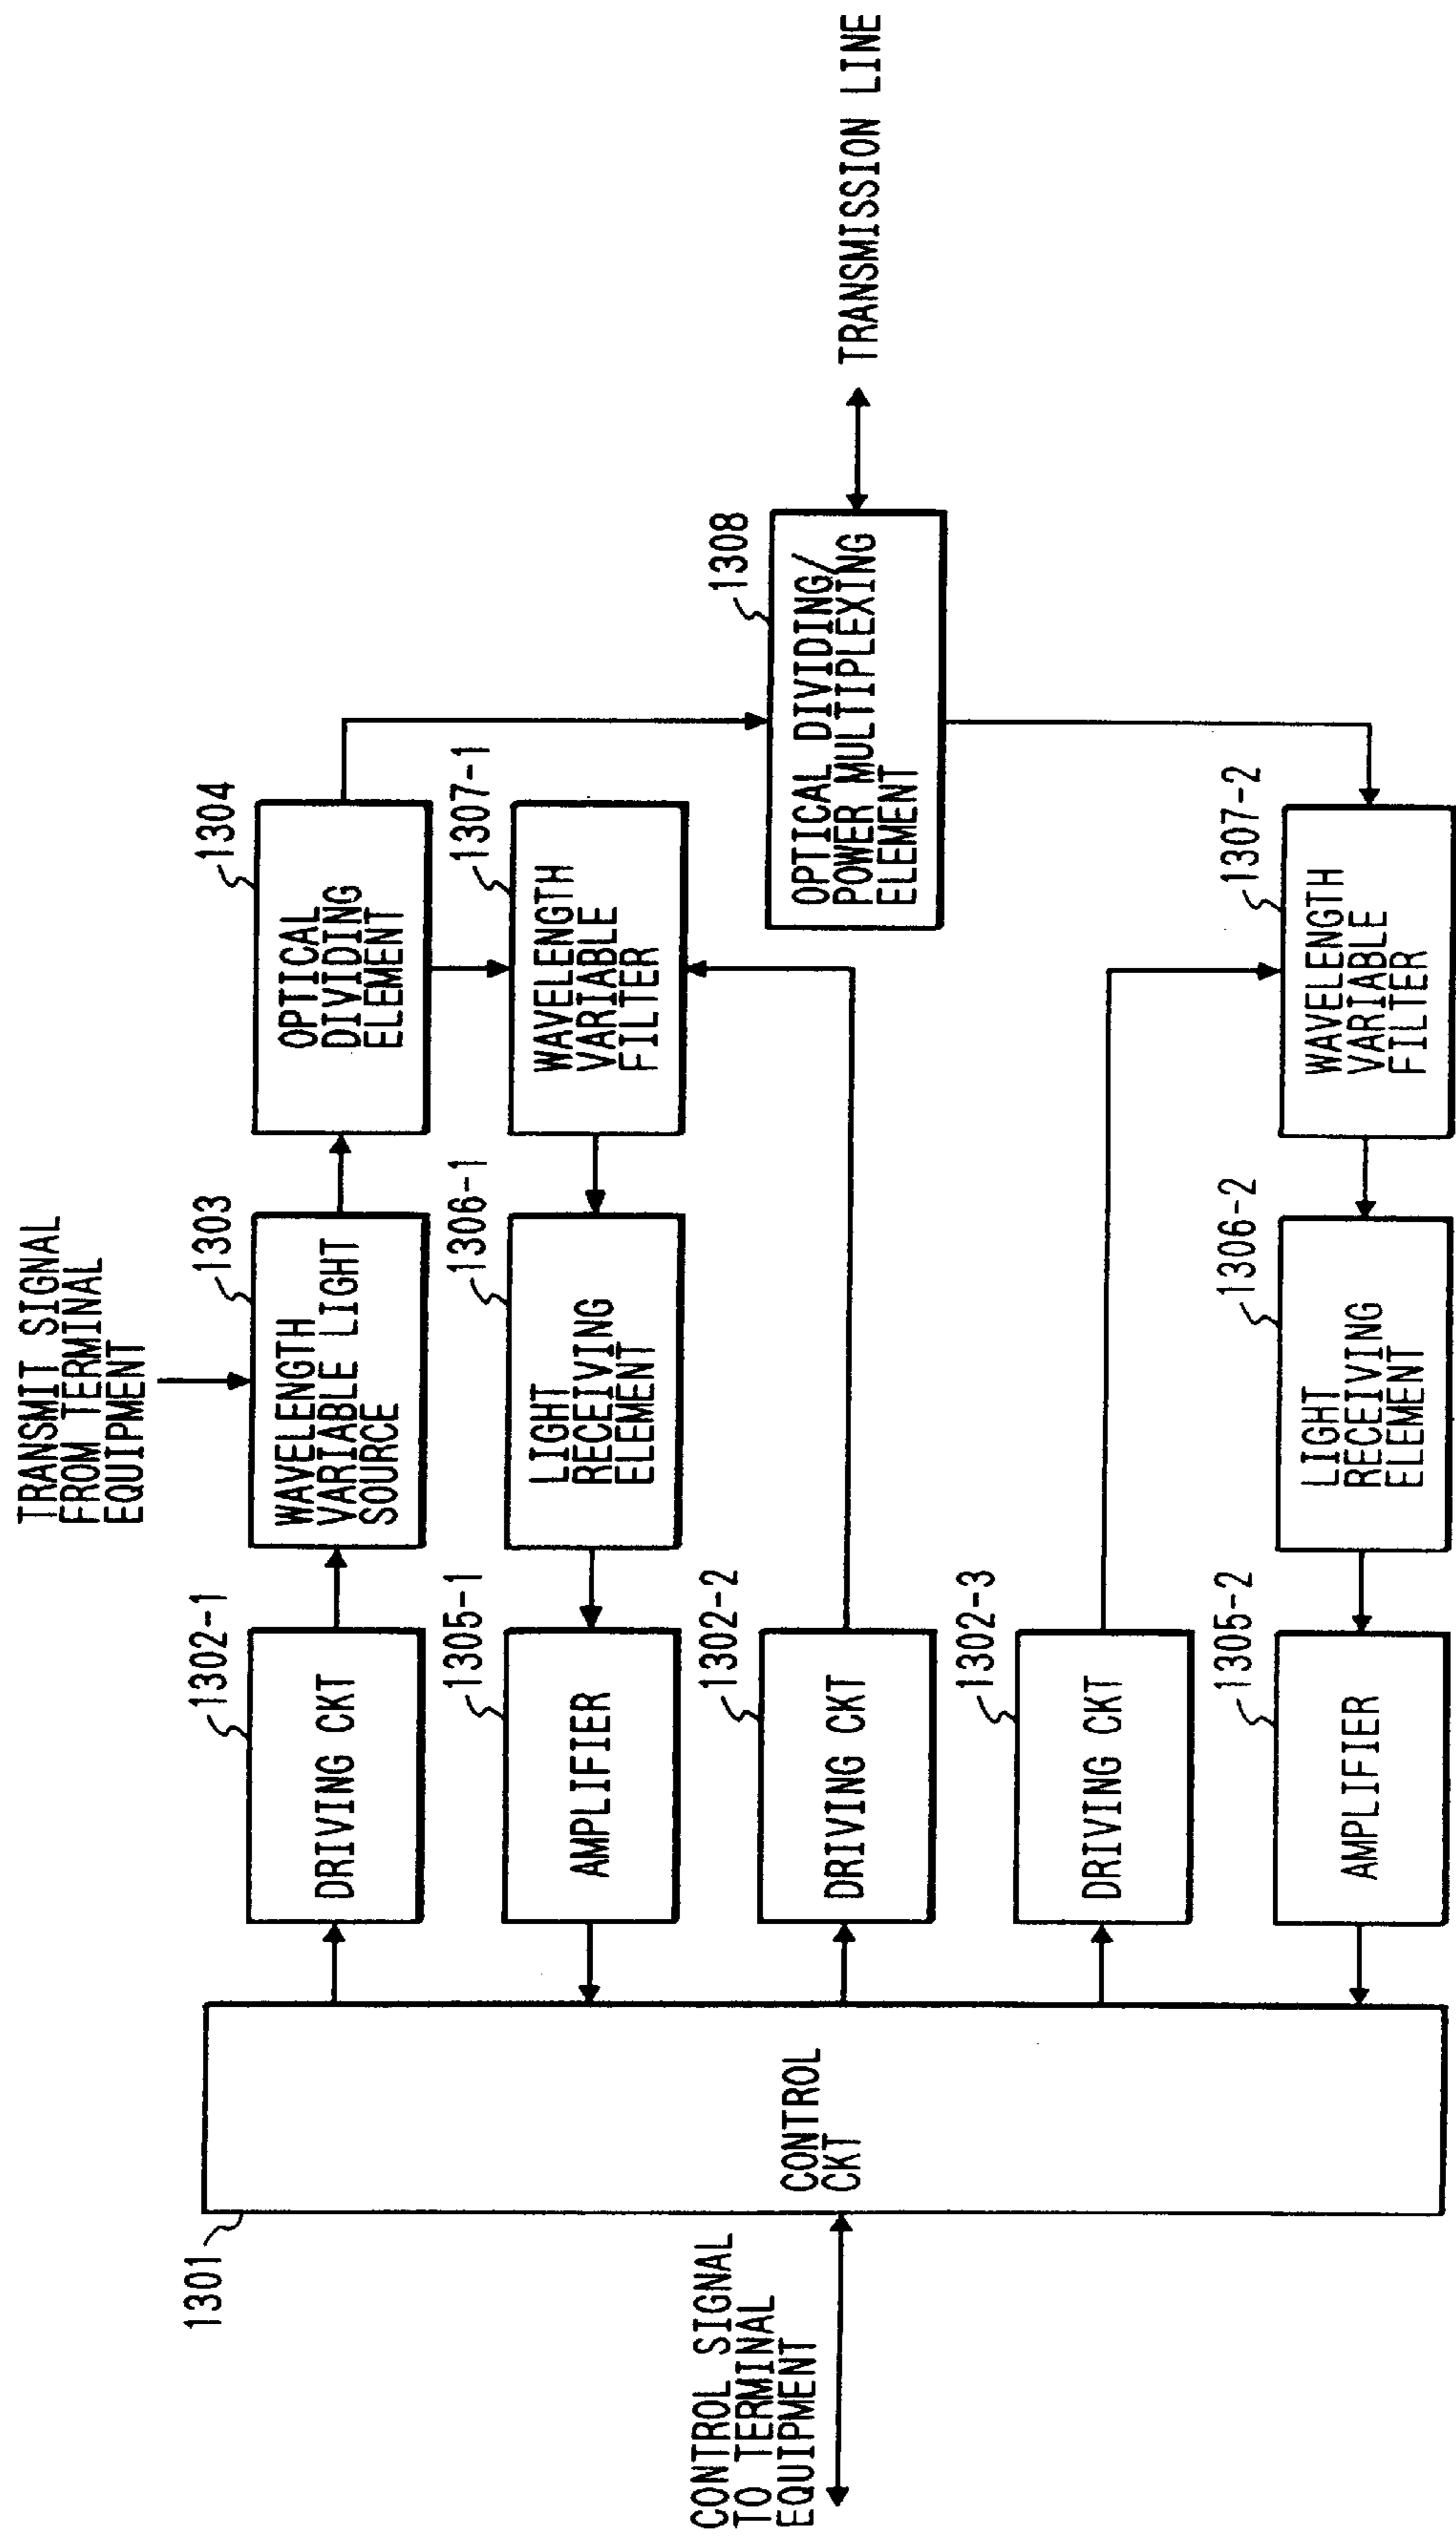 TRANSMIT SIGNAL
FROM TERMINAL
EQUIPMENT
1302-1
DRIVING CKT
1303
WAVELENGTH
VARIABLE LIGHT
SOURCE
1304
OPTICAL
DIVIDING
ELEMENT
1305-1
AMPLIFIER
1306-1
LIGHT
RECEIVING
ELEMENT
1307-1
WAVELENGTH
VARIABLE
FILTER
1301
CONTROL
CKT
CONTROL SIGNAL
TO TERMINAL
EQUIPMENT
1302-2
DRIVING CKT
1308
OPTICAL DIVIDING/
POWER MULTIPLEXING
ELEMENT
TRANSMISSION LINE
1302-3
DRIVING CKT
1305-2
AMPLIFIER
1306-2
LIGHT
RECEIVING
ELEMENT
1307-2
WAVELENGTH
VARIABLE
FILTER